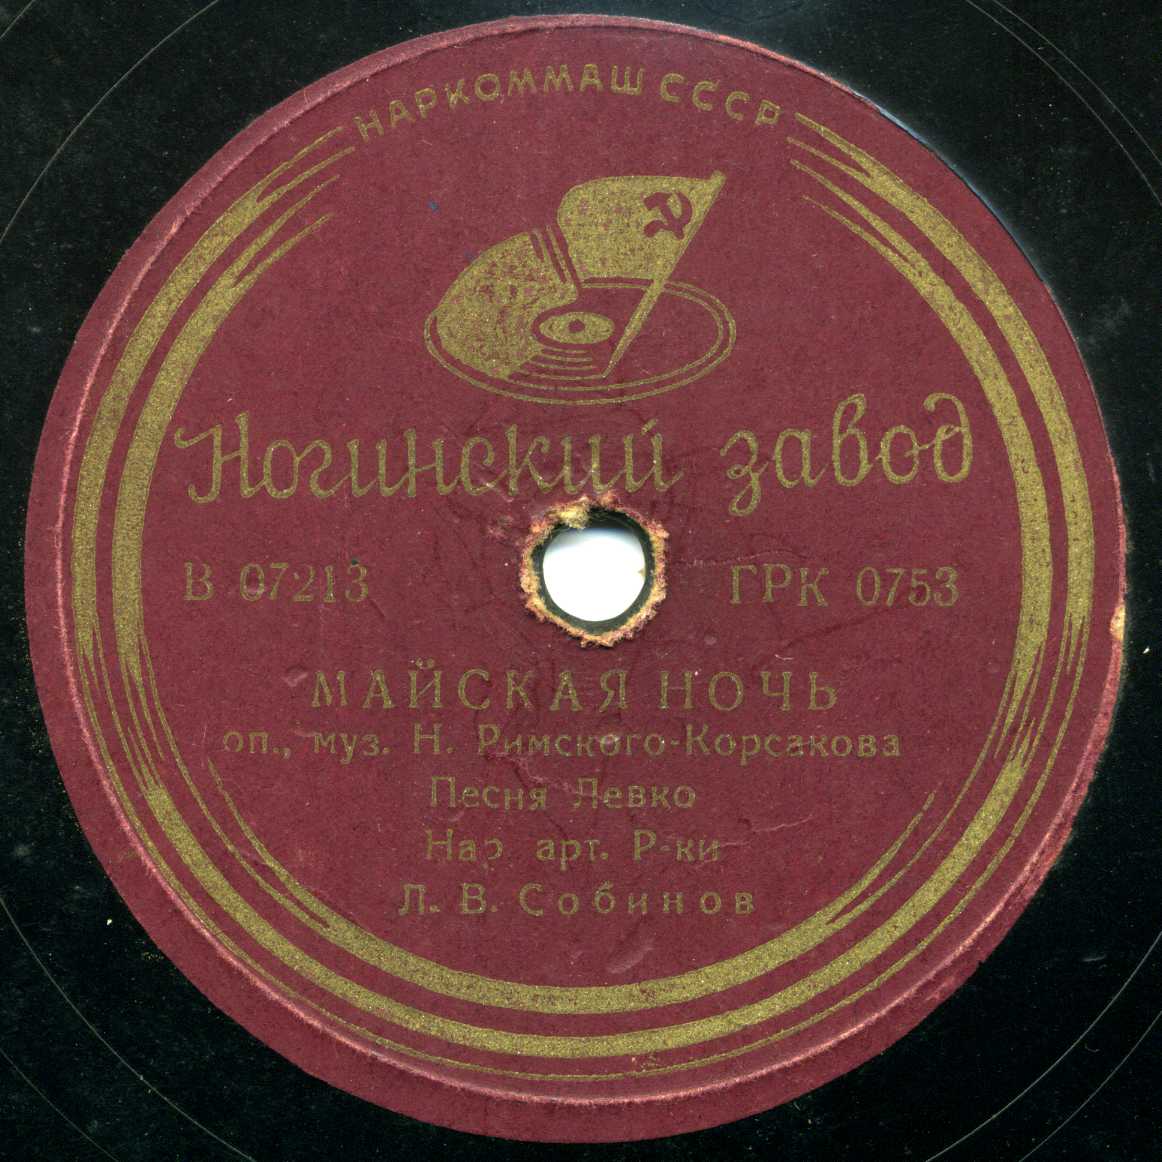 НАРКОММАШ СССР
Ногинский завод
В 07213 ГРК 0753
МАЙСКАЯ НОЧЬ
оп., муз. Н. Римского-Корсакова
Песня Левко
Нар. арт. Р-ки
Л. В. Собинов